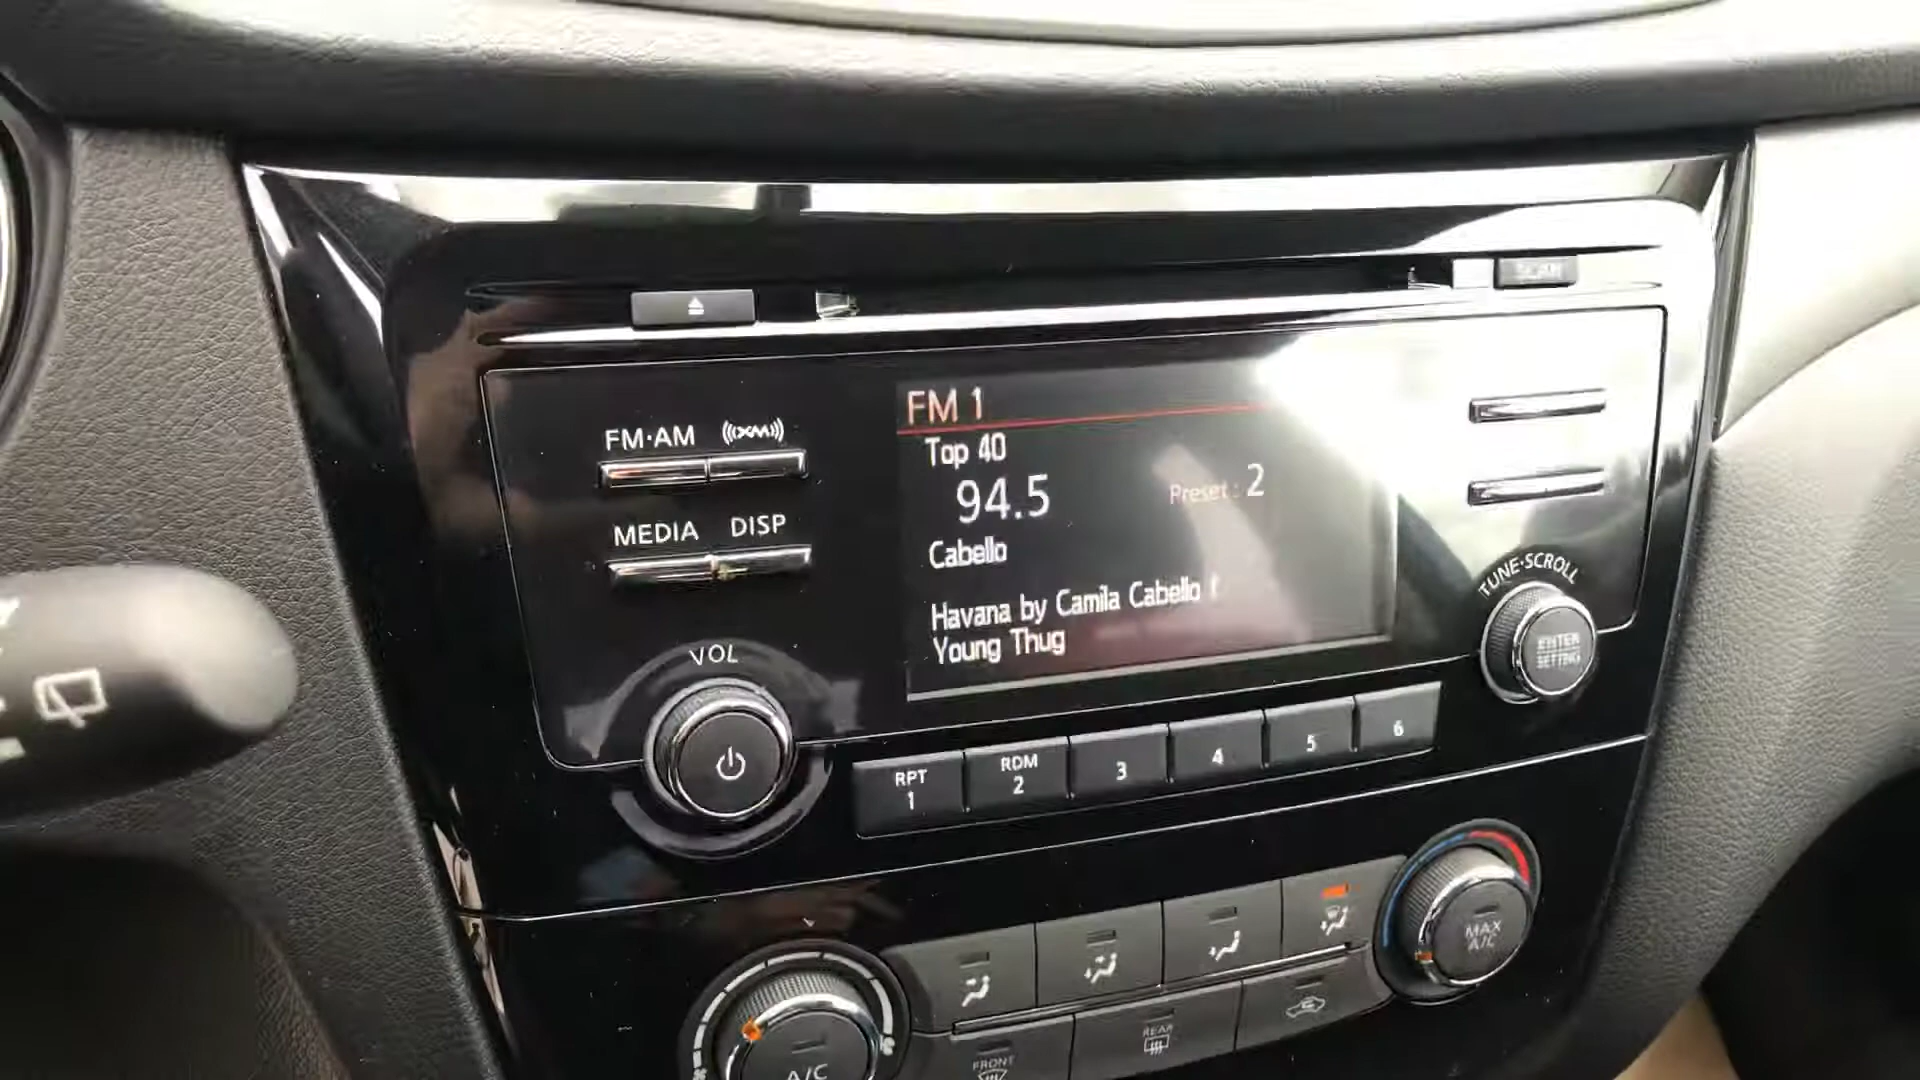 SCAN
FM 1
FM·AM XM
Top 40
94.5
Preset : 2
MEDIA DISP
Cabello
TUNE·SCROLL
Havana by Camila Cabello f
Young Thug
ENTER
SETTING
VOL
RPT
1
RDM
2
3
4
5
6
MAX
A/C
REAR
FRONT
A/C